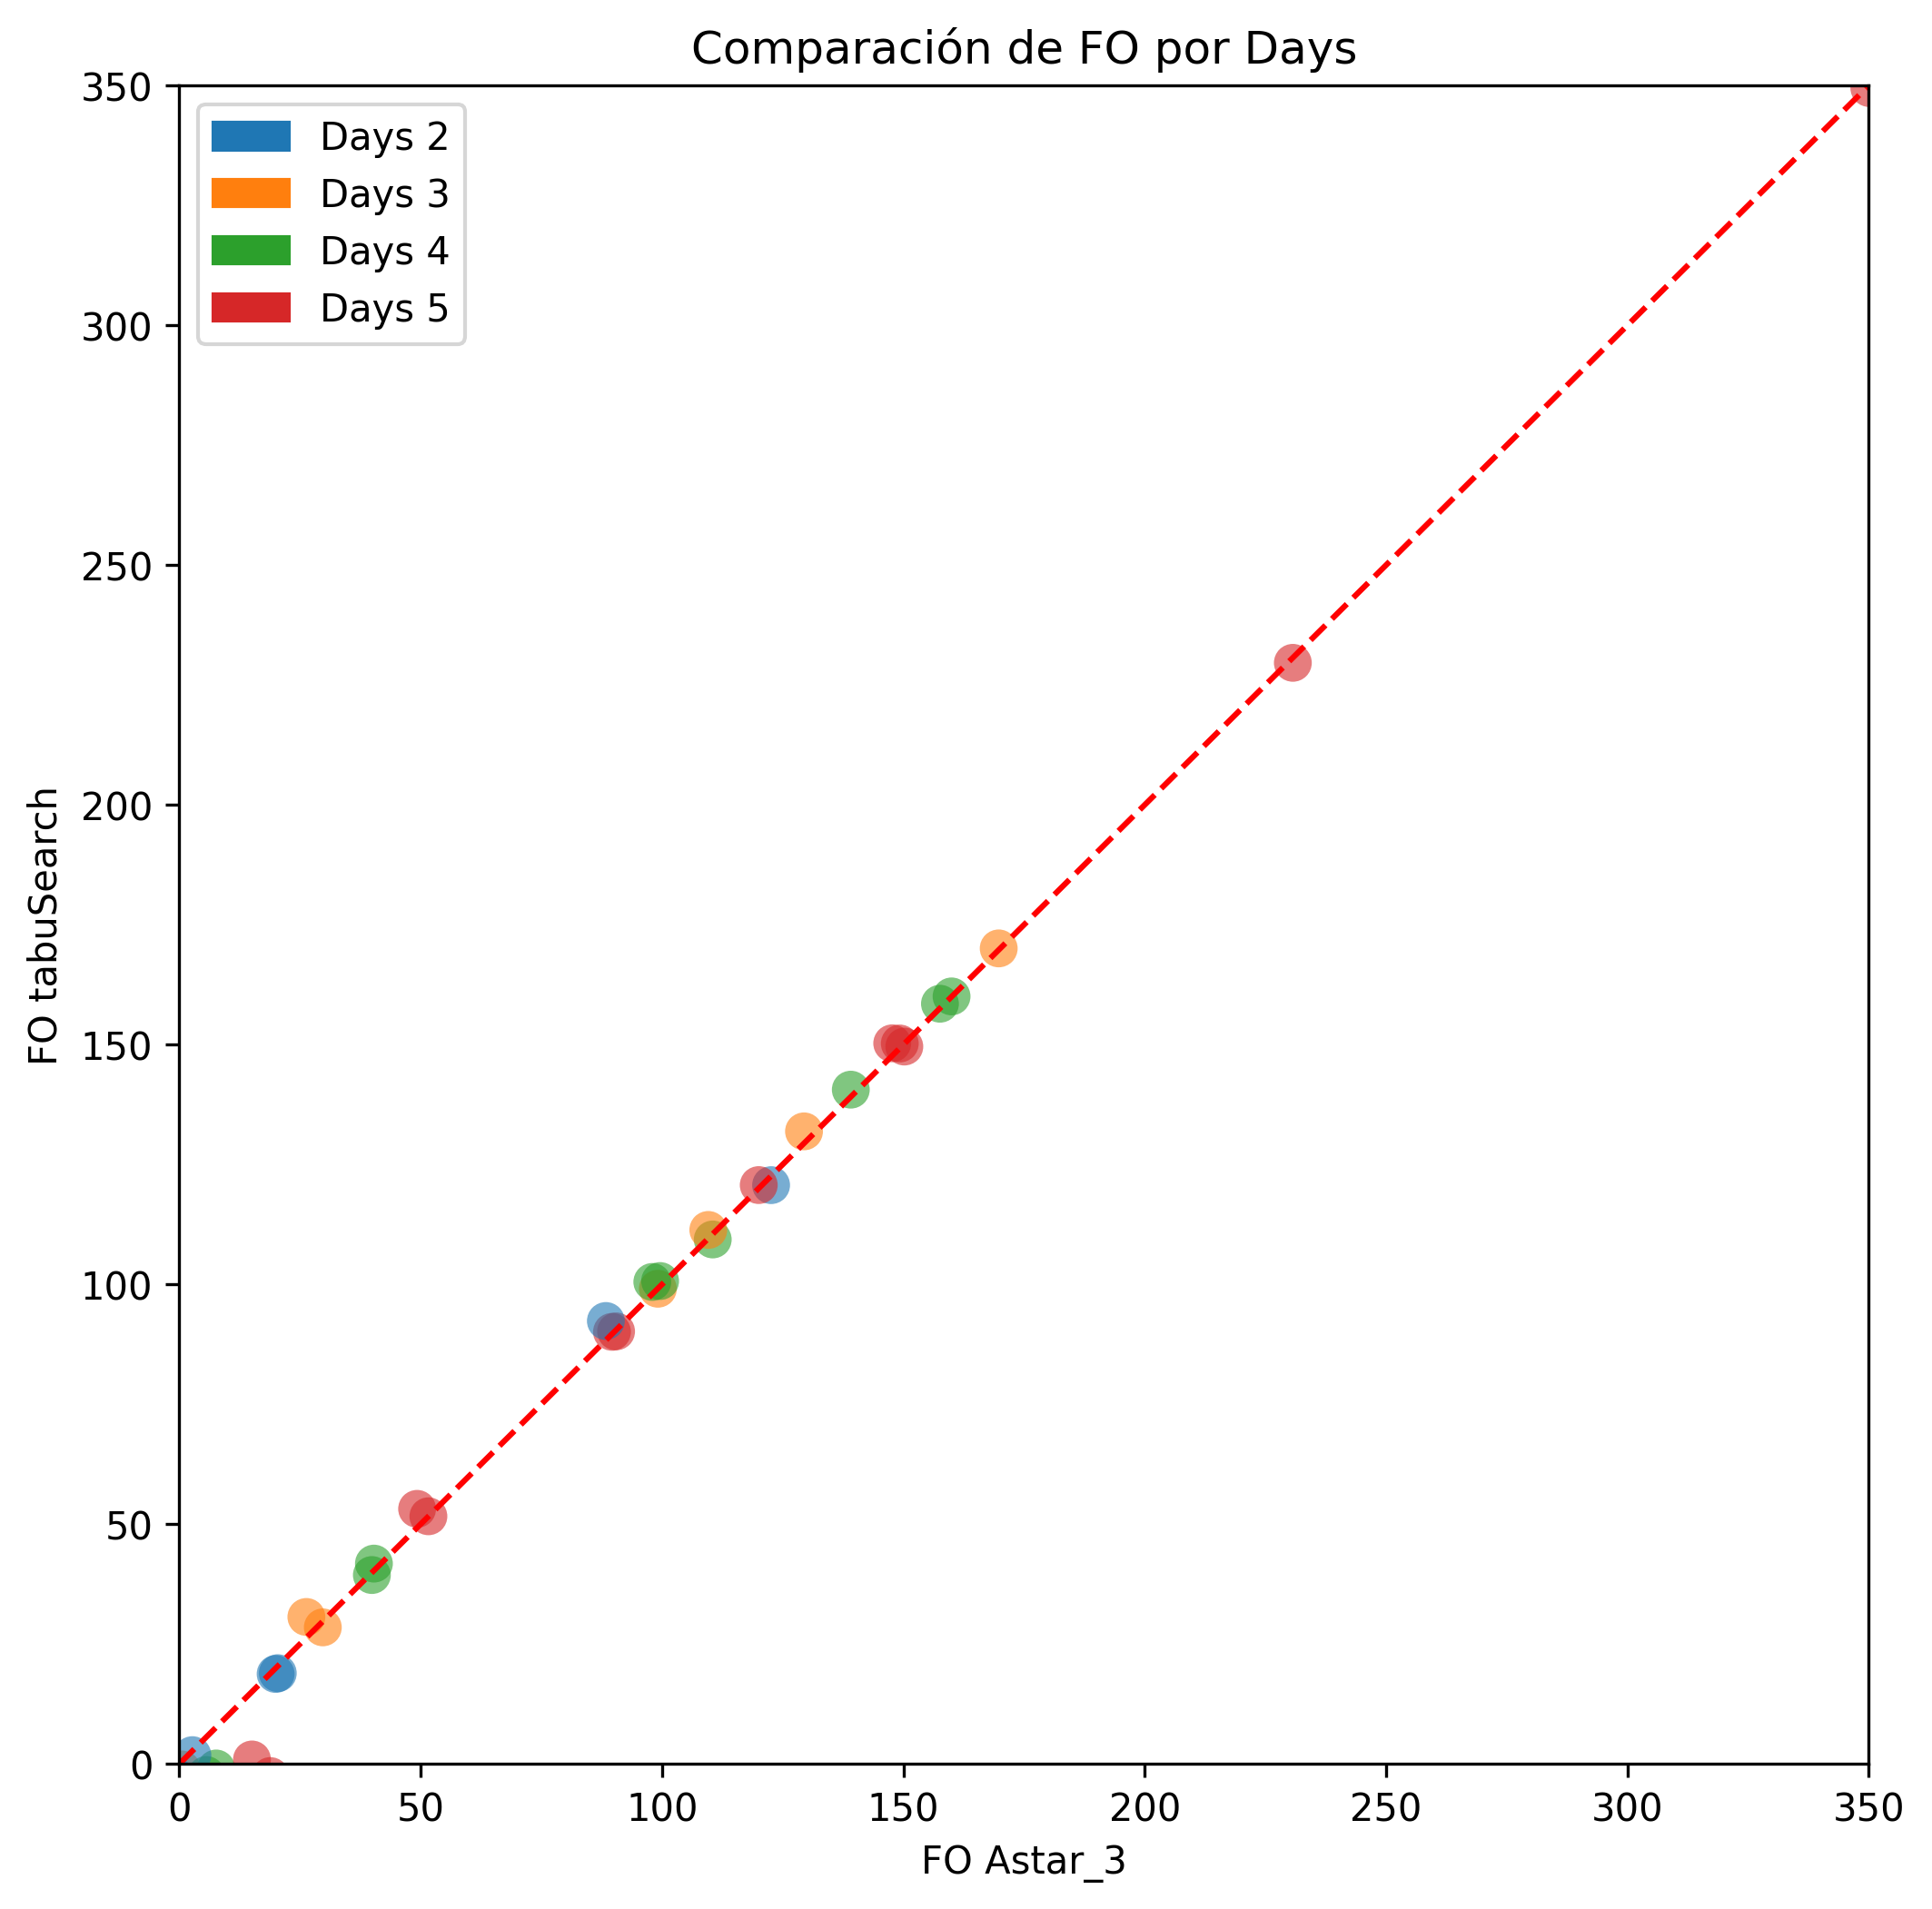 Comparación de FO por Days
Days 2
Days 3
Days 4
Days 5
FO tabuSearch
350
300
250
200
150
100
50
0
0 50 100 150 200 250 300 350
FO Astar_3